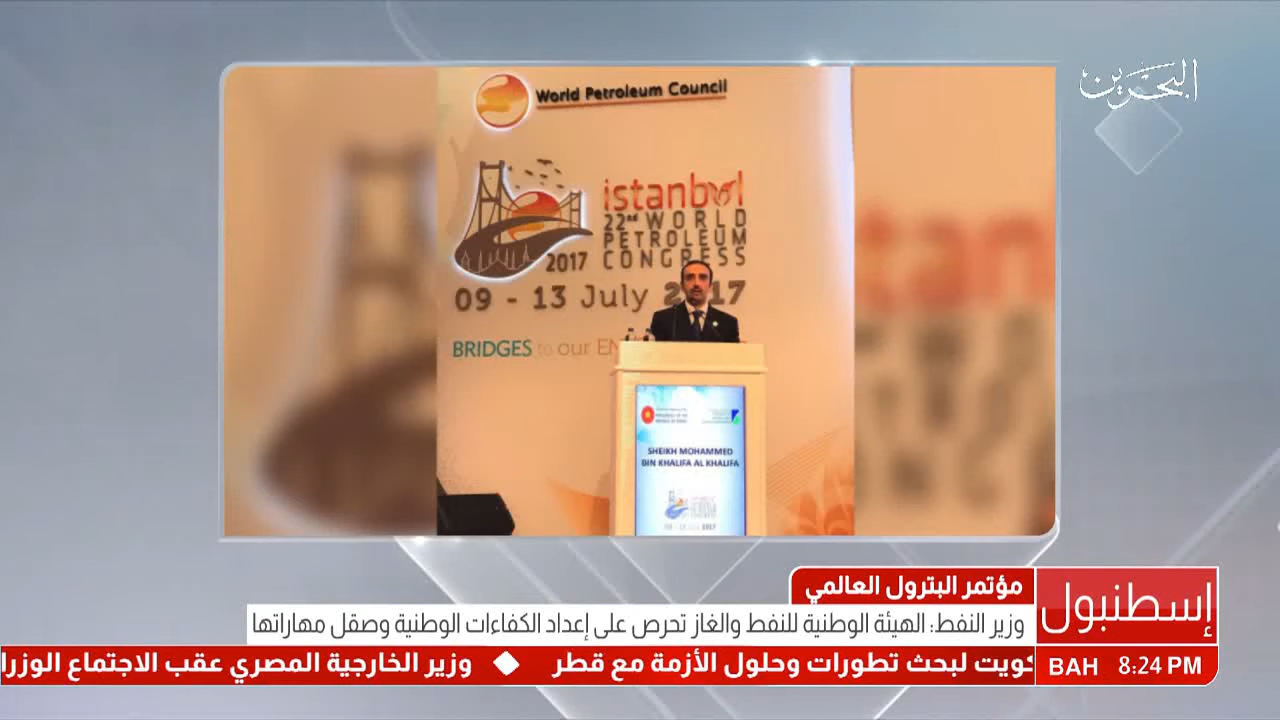 البحرين
World Petroleum Council
istanbul
22nd WORLD
PETROLEUM
2017 CONGRESS
09 - 13 July 2017
BRIDGES to our
SHEIKH MOHAMMED
BIN KHALIFA AL KHALIFA
2017
istan
مؤتمر البترول العالمي
إسطنبول
وزير النفط: الهيئة الوطنية للنفط والغاز تحرص على إعداد الكفاءات الوطنية وصقل مهاراتها
BAH 8:24 PM
لبحث تطورات وحلول الأزمة مع قطر ◆ وزير الخارجية المصري عقب الاجتماع